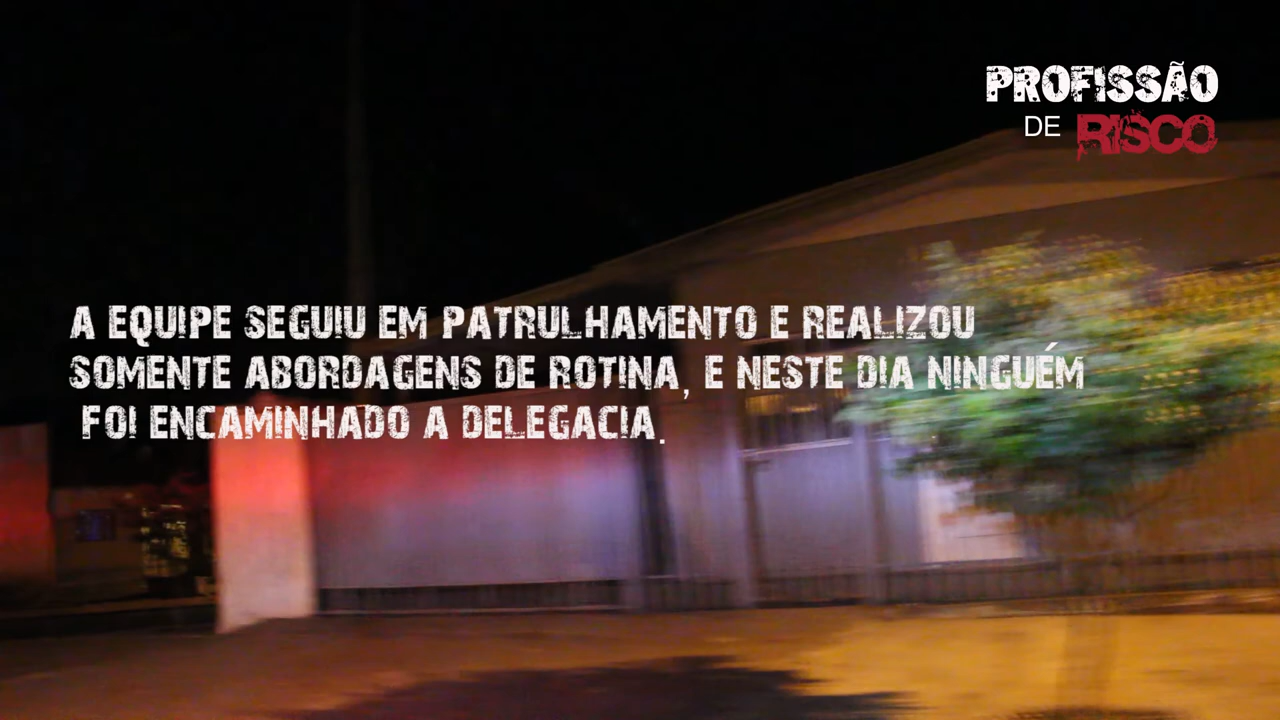 PROFISSÃO
DE RISCO
A EQUIPE SEGUIU EM PATRULHAMENTO E REALIZOU
SOMENTE ABORDAGENS DE ROTINA, E NESTE DIA NINGUÉM
FOI ENCAMINHADO A DELEGACIA.